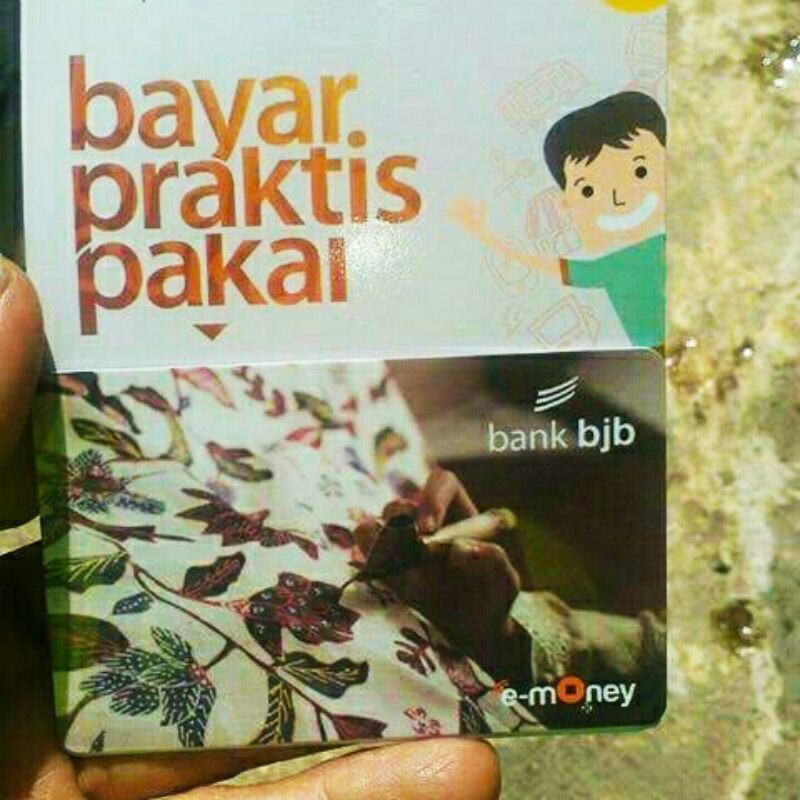 bayar
praktis
pakai
bank bjb
e-money